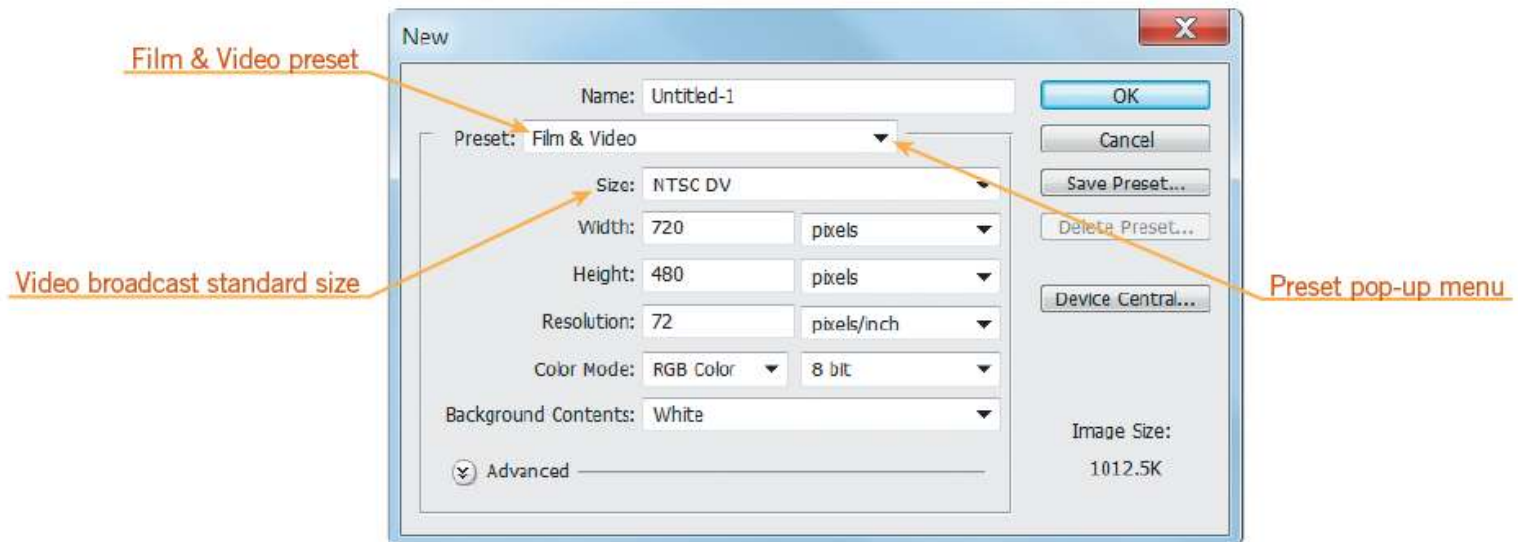 New
Film & Video preset
Name: Untitled-1
OK
Preset: Film & Video
Cancel
Size: NTSC DV
Save Preset...
Width: 720 pixels
Delete Preset...
Video broadcast standard size
Height: 480 pixels
Preset pop-up menu
Device Central...
Resolution: 72 pixels/inch
Color Mode: RGB Color 8 bit
Background Contents: White
Image Size:
1012.5K
Advanced